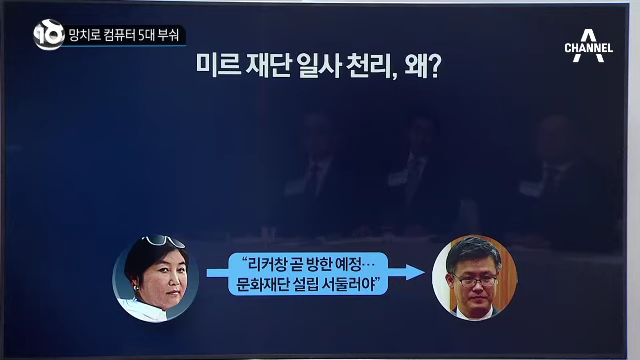 10
망치로 컴퓨터 5대 부숴
CHANNEL A
미르 재단 일사 천리, 왜?
“리커창 곧 방한 예정…
문화재단 설립 서둘러야”